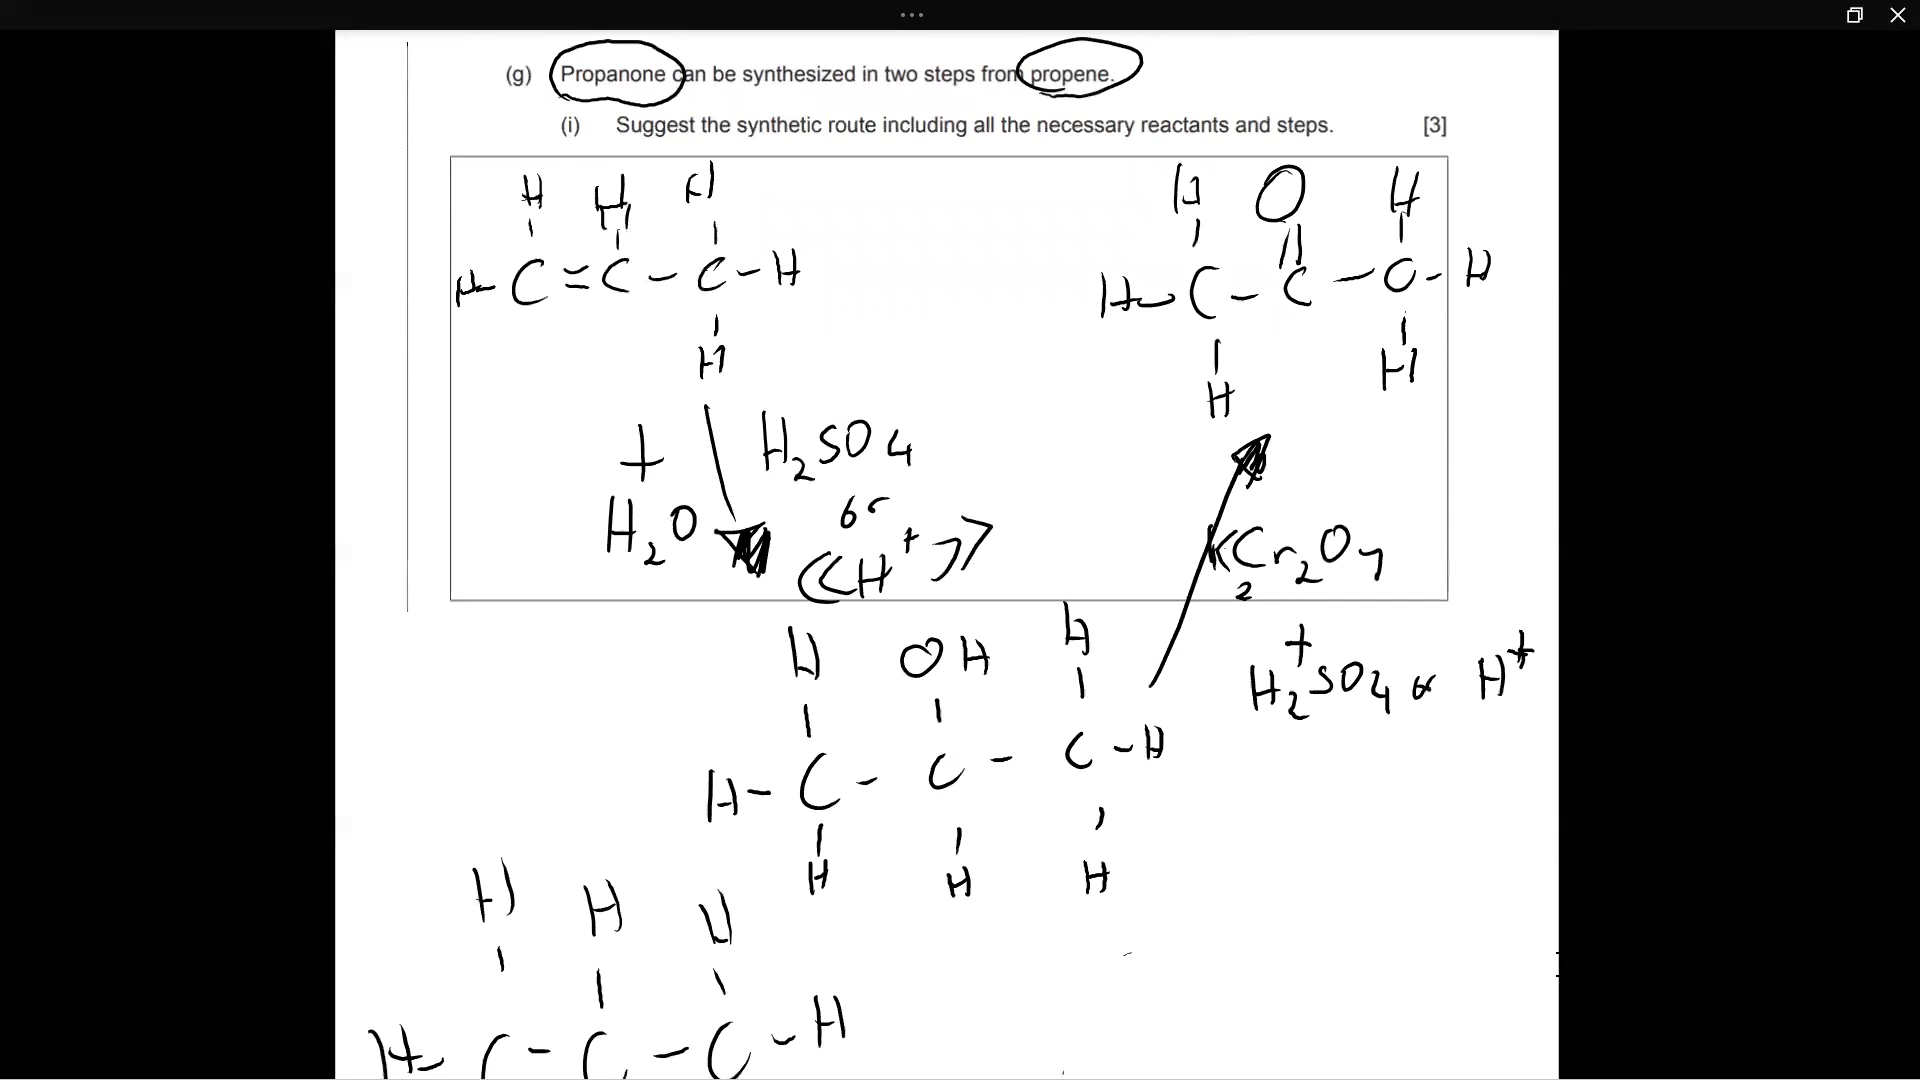 (g) Propanone can be synthesized in two steps from propene.
(i) Suggest the synthetic route including all the necessary reactants and steps. [3]
H H H
H - C = C - C - H
H
H O H
H - C - C - C - H
H H
+ H2SO4
H2O or
(H+)
K2Cr2O7
+
H2SO4 or H+
H OH H
H - C - C - C - H
H H H
H H H
H - C - C - C - H